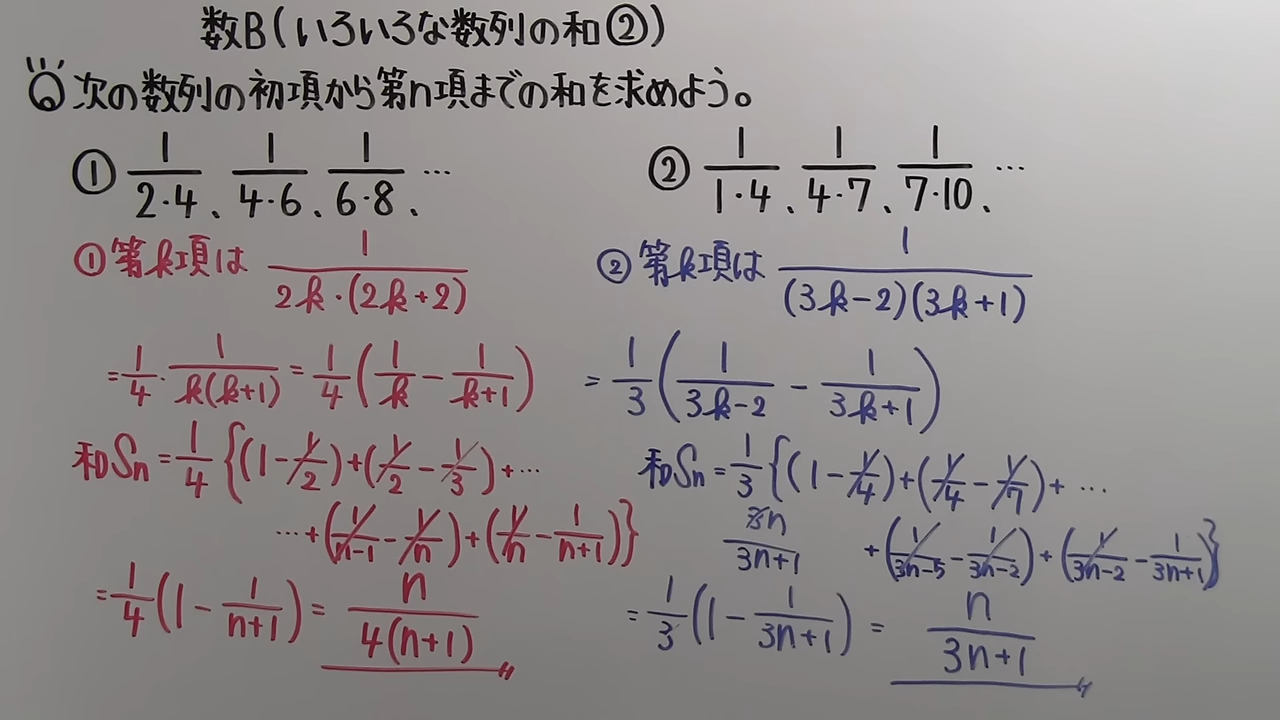 数B(いろいろな数列の和②)
次の数列の初項から第n項までの和を求めよう。
① 1/(2・4)、1/(4・6)、1/(6・8)、…
① 第k項は 1/(2k・(2k+2))
= 1/4・1/(k(k+1)) = 1/4(1/k − 1/(k+1))
和Sn = 1/4{(1 − 1/2)+(1/2 − 1/3)+…
…+(1/(n−1) − 1/n)+(1/n − 1/(n+1))}
= 1/4(1 − 1/(n+1)) = n/(4(n+1))
② 1/(1・4)、1/(4・7)、1/(7・10)、…
② 第k項は 1/((3k−2)(3k+1))
= 1/3(1/(3k−2) − 1/(3k+1))
和Sn = 1/3{(1 − 1/4)+(1/4 − 1/7)+…
3n/(3n+1) +(1/(3n−5) − 1/(3n−2))+(1/(3n−2) − 1/(3n+1))}
= 1/3(1 − 1/(3n+1)) = n/(3n+1)